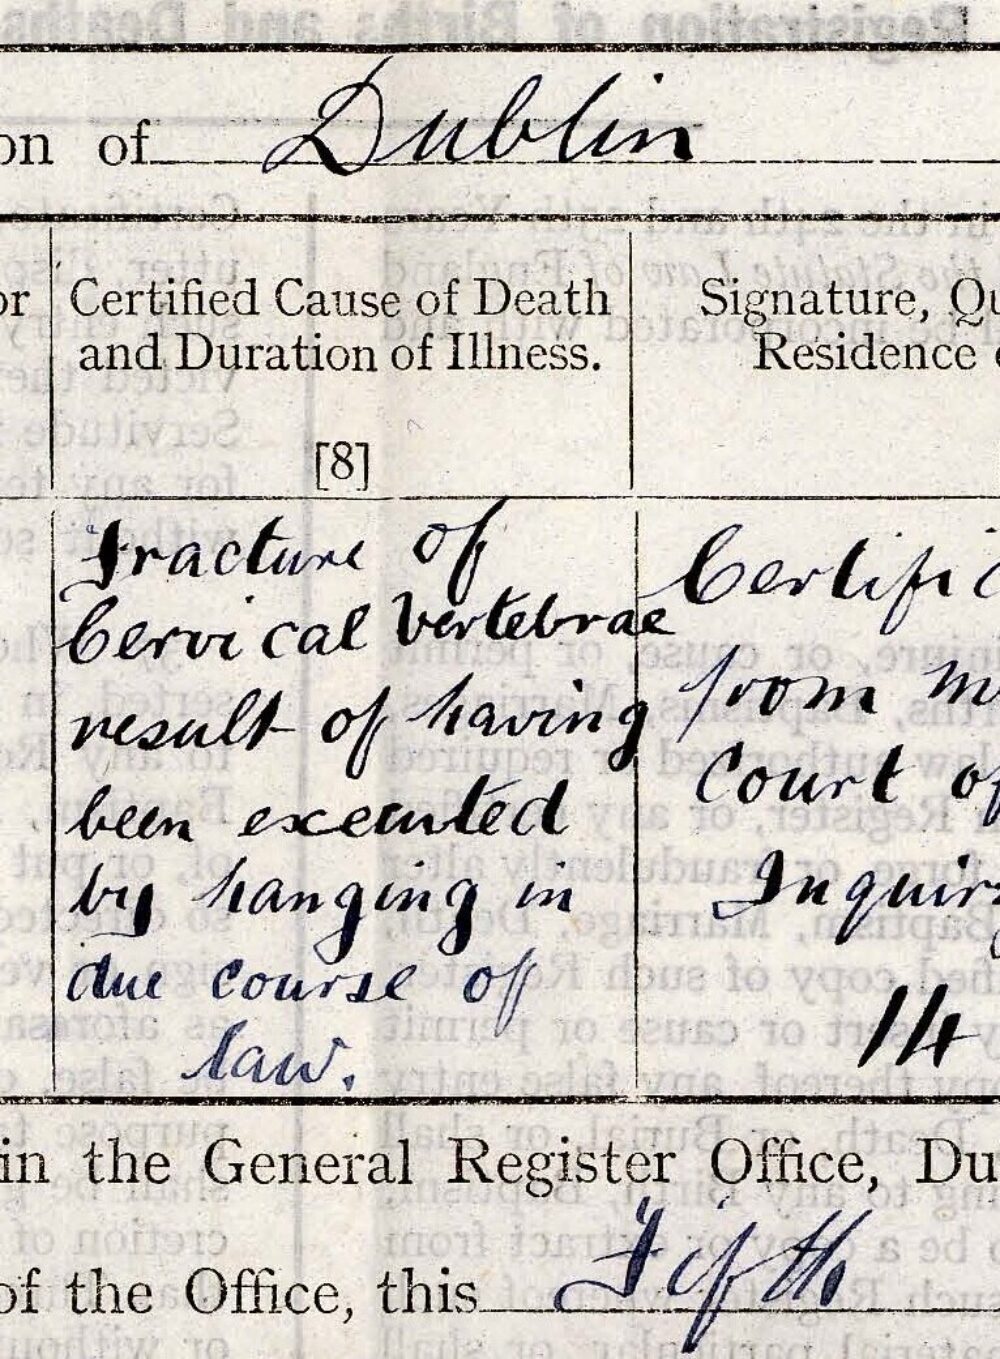 on of Dublin
or Certified Cause of Death Signature, Qu
and Duration of Illness. Residence
[8]
Fracture of Certific
Cervical Vertebrae
result of having from m
been executed Court of
by hanging in Inquir
due course of
law. 14
in the General Register Office, Du
of the Office, this Fifth